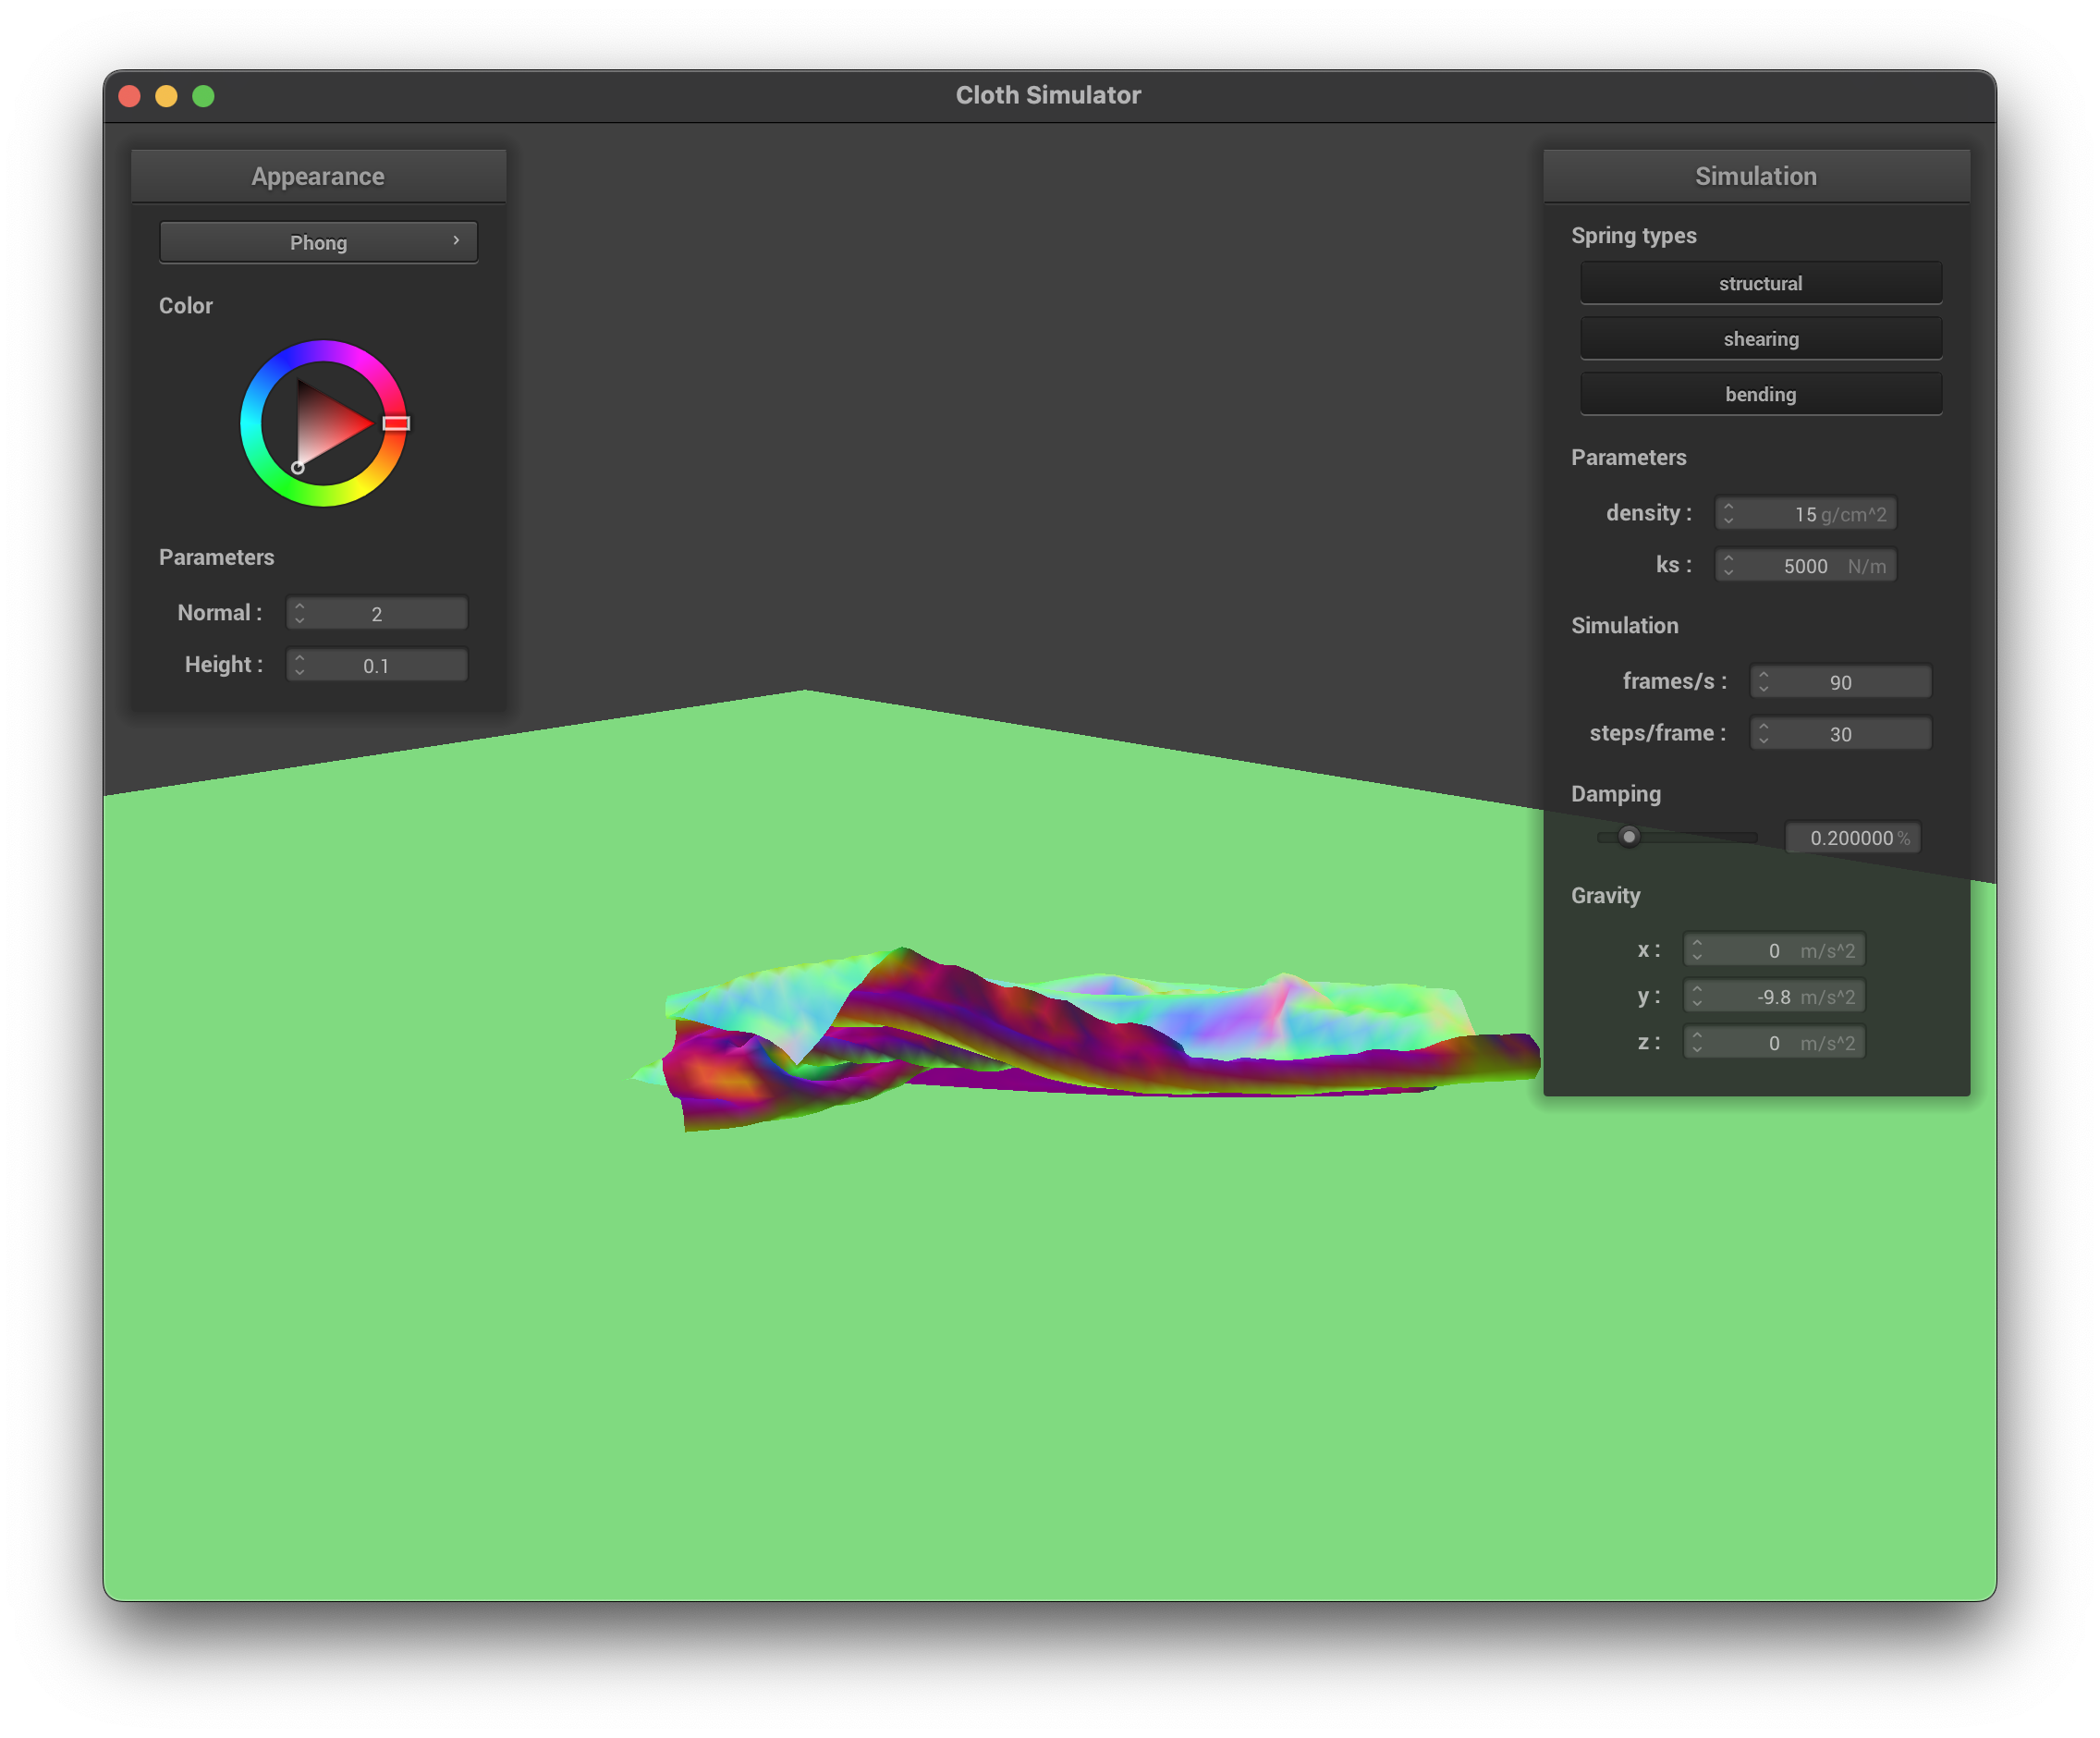 Cloth Simulator
Appearance
Phong
Color
Parameters
Normal : 2
Height : 0.1
Simulation
Spring types
structural
shearing
bending
Parameters
density : 15 g/cm^2
ks : 5000 N/m
Simulation
frames/s : 90
steps/frame : 30
Damping
0.200000 %
Gravity
x : 0 m/s^2
y : -9.8 m/s^2
z : 0 m/s^2